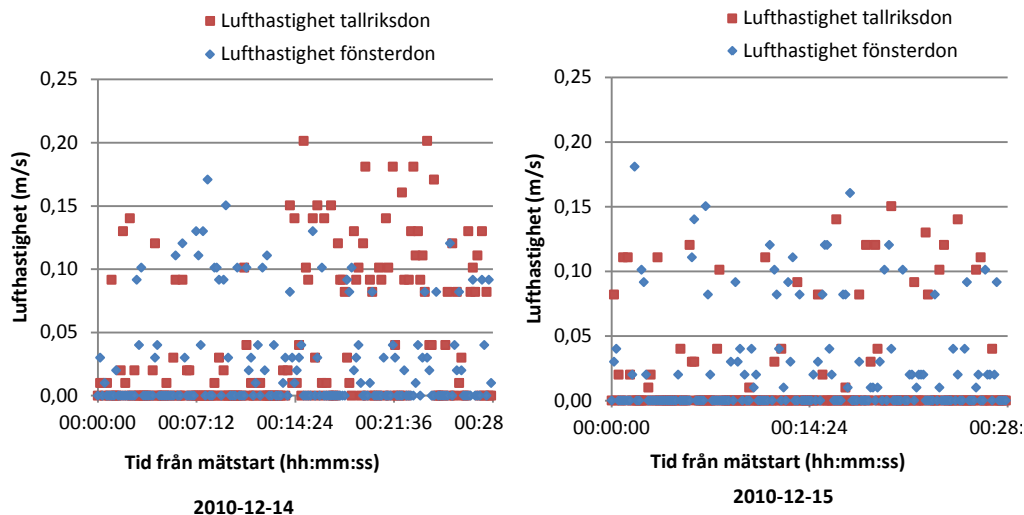 Lufthastighet tallriksdon
Lufthastighet fönsterdon
0,25
0,20
0,15
0,10
0,05
0,00
Lufthastighet (m/s)
00:00:00 00:07:12 00:14:24 00:21:36 00:28
Tid från mätstart (hh:mm:ss)
2010-12-14
Lufthastighet tallriksdon
Lufthastighet fönsterdon
0,25
0,20
0,15
0,10
0,05
0,00
Lufthastighet (m/s)
00:00:00 00:14:24 00:28:
Tid från mätstart (hh:mm:ss)
2010-12-15